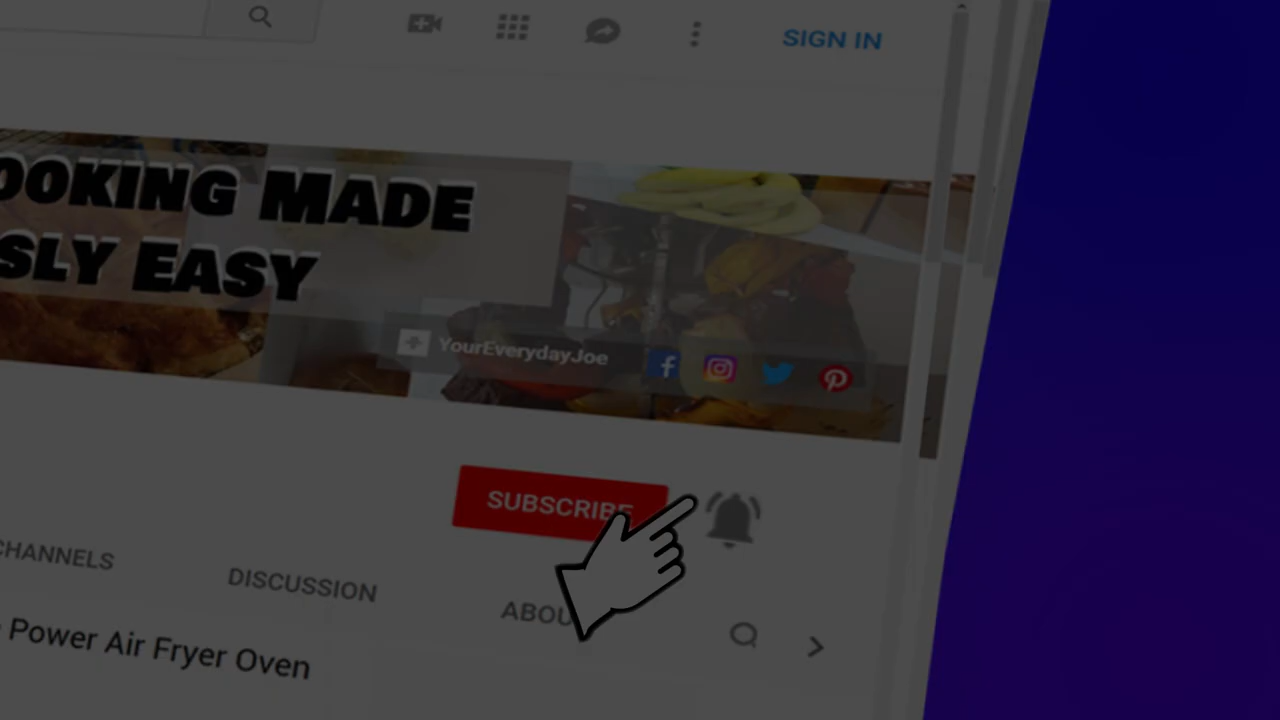 SIGN IN
OOKING MADE
SLY EASY
YourEverydayJoe
SUBSCRIBE
CHANNELS
DISCUSSION
ABOU
Power Air Fryer Oven